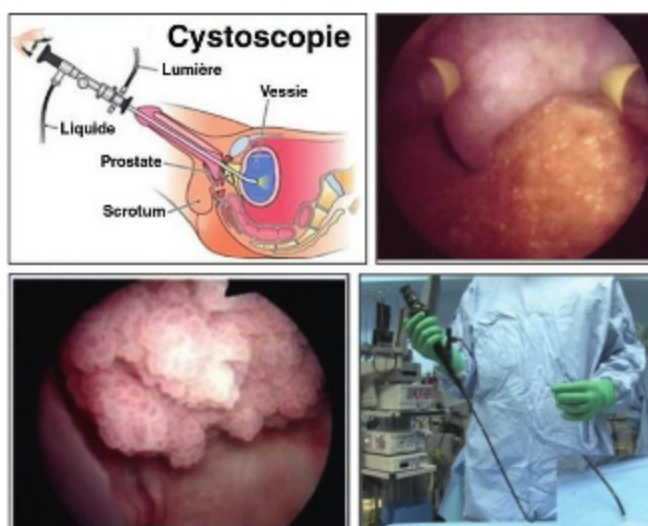 Cystoscopie
Lumière
Vessie
Liquide
Prostate
Scrotum